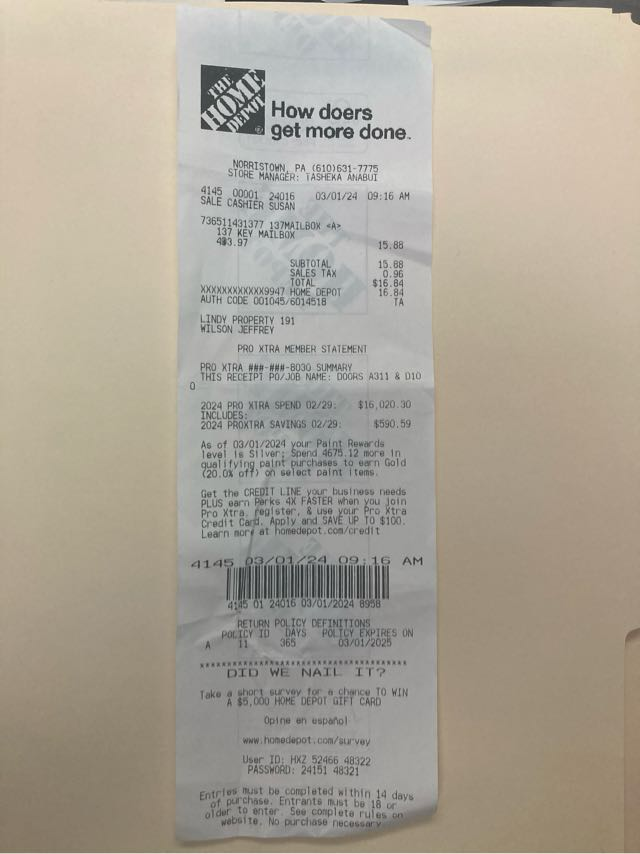 THE
HOME
DEPOT
How doers
get more done.
NORRISTOWN, PA (610)631-7775
STORE MANAGER: TASHEKA ANABUI
4145 00001 24016 03/01/24 09:16 AM
SALE CASHIER SUSAN
736511431377 137MAILBOX <A>
137 KEY MAILBOX
4@3.97 15.88
SUBTOTAL 15.88
SALES TAX 0.96
TOTAL $16.84
XXXXXXXXXXXX9947 HOME DEPOT 16.84
AUTH CODE 001045/6014518 TA
LINDY PROPERTY 191
WILSON JEFFREY
PRO XTRA MEMBER STATEMENT
PRO XTRA ###-###-8030 SUMMARY
THIS RECEIPT PO/JOB NAME: DOORS A311 & D10
0
2024 PRO XTRA SPEND 02/29: $16,020.30
INCLUDES:
2024 PROXTRA SAVINGS 02/29: $590.59
As of 03/01/2024 your Paint Rewards
level is Silver; Spend 4675.12 more in
qualifying paint purchases to earn Gold
(20.0% off) on select paint items.
Get the CREDIT LINE your business needs
PLUS earn Perks 4X FASTER when you join
Pro Xtra, register, & use your Pro Xtra
Credit Card. Apply and SAVE UP TO $100.
Learn more at homedepot.com/credit
4145 03/01/24 09:16 AM
4145 01 24016 03/01/2024 8958
RETURN POLICY DEFINITIONS
POLICY ID DAYS POLICY EXPIRES ON
A 11 365 03/01/2025
****************************************
DID WE NAIL IT?
Take a short survey for a chance TO WIN
A $5,000 HOME DEPOT GIFT CARD
Opine en español
www.homedepot.com/survey
User ID: HXZ 52466 48322
PASSWORD: 24151 48321
Entries must be completed within 14 days
of purchase. Entrants must be 18 or
older to enter. See complete rules on
website. No purchase necessary.